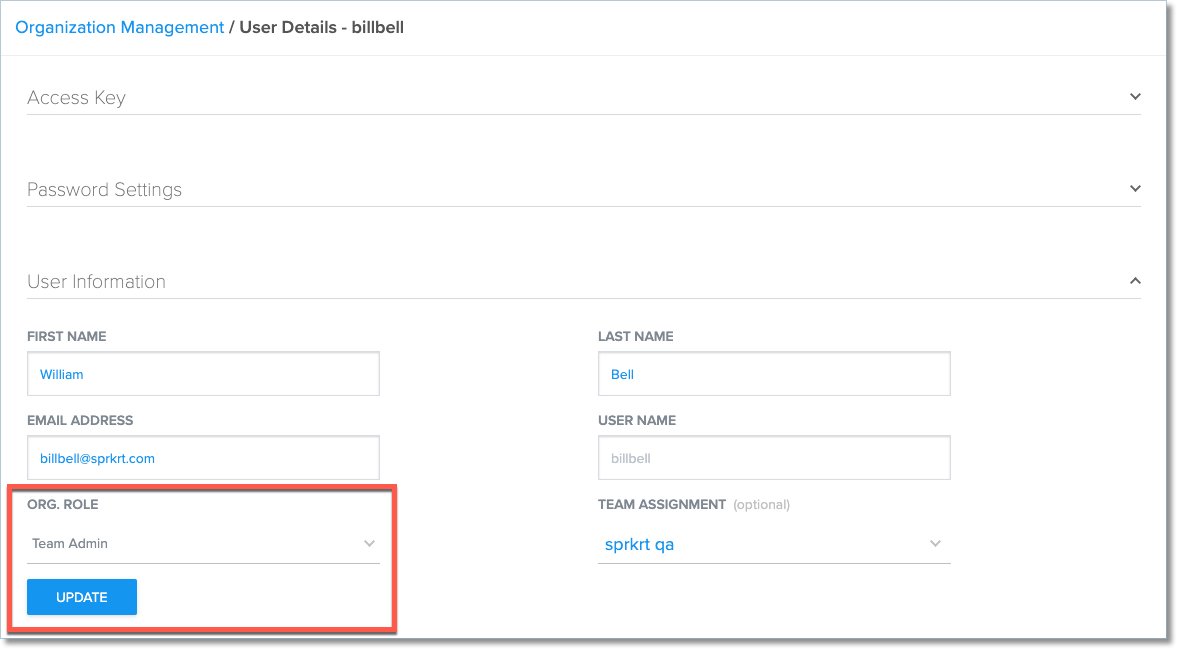 Organization Management / User Details - billbell
Access Key
Password Settings
User Information
FIRST NAME
LAST NAME
William
Bell
EMAIL ADDRESS
USER NAME
billbell@sprkrt.com
billbell
ORG. ROLE
TEAM ASSIGNMENT (optional)
Team Admin
sprkrt qa
UPDATE